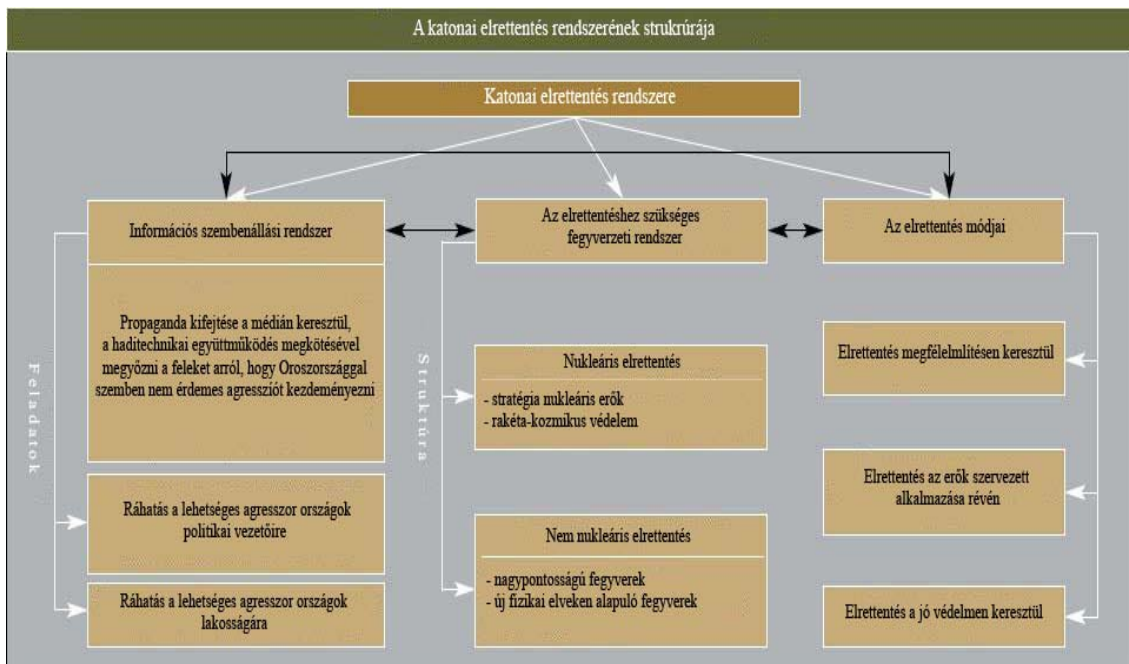 A katonai elrettentés rendszerének strukrúrája
Katonai elrettentés rendszere
Információs szembenállási rendszer
Propaganda kifejtése a médián keresztül,
a haditechnikai együttműködés megkötésével
megyőzni a feleket arról, hogy Oroszországgal
szemben nem érdemes agressziót kezdeményezni
Feladatok
Ráhatás a lehetséges agresszor országok
politikai vezetőire
Ráhatás a lehetséges agresszor országok
lakosságára
Az elrettentéshez szükséges
fegyverzeti rendszer
Struktúra
Nukleáris elrettentés
- stratégia nukleáris erők
- rakéta-kozmikus védelem
Nem nukleáris elrettentés
- nagypontosságú fegyverek
- új fizikai elveken alapuló fegyverek
Az elrettentés módjai
Elrettentés megfélelmlítésen keresztül
Elrettentés az erők szervezett
alkalmazása révén
Elrettentés a jó védelmen keresztül